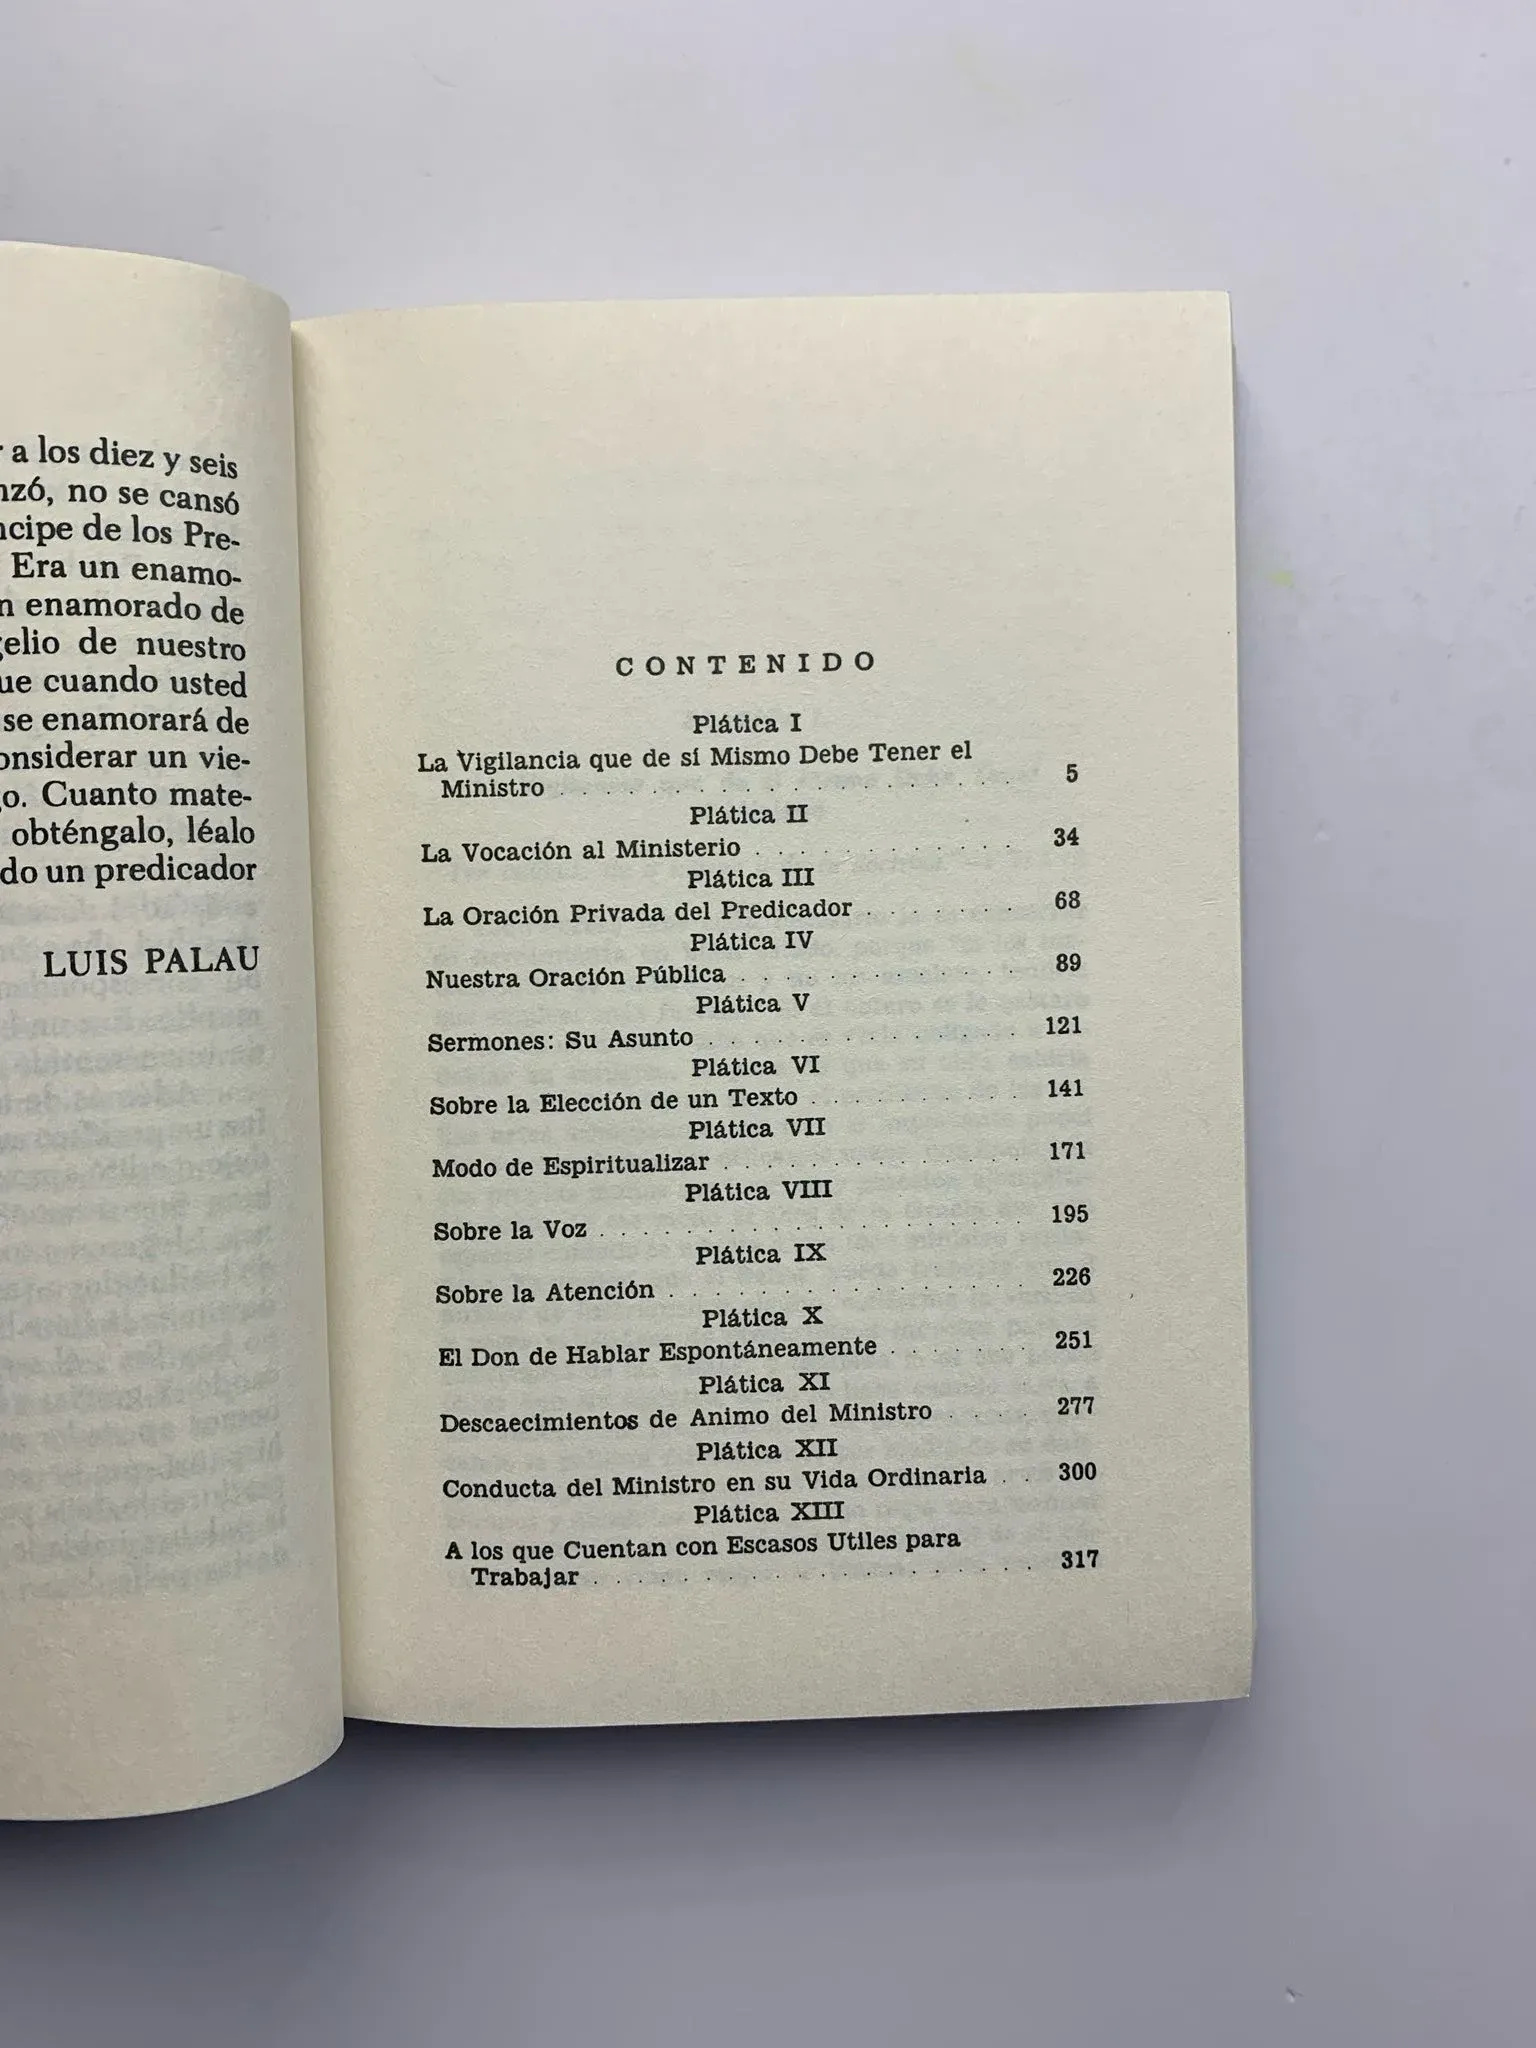 a los diez y seis
nzó, no se cansó
ncipe de los Pre-
Era un enamo-
n enamorado de
gelio de nuestro
ue cuando usted
se enamorará de
onsiderar un vie-
o. Cuanto mate-
obténgalo, léalo
do un predicador
LUIS PALAU
CONTENIDO
Plática I
La Vigilancia que de sí Mismo Debe Tener el
Ministro . . . . . . . . . . . . . . . . . 5
Plática II
La Vocación al Ministerio . . . . . . . . . . . 34
Plática III
La Oración Privada del Predicador . . . . . . . 68
Plática IV
Nuestra Oración Pública . . . . . . . . . . . 89
Plática V
Sermones: Su Asunto . . . . . . . . . . . . 121
Plática VI
Sobre la Elección de un Texto . . . . . . . . . 141
Plática VII
Modo de Espiritualizar . . . . . . . . . . . . 171
Plática VIII
Sobre la Voz . . . . . . . . . . . . . . . . 195
Plática IX
Sobre la Atención . . . . . . . . . . . . . . 226
Plática X
El Don de Hablar Espontáneamente . . . . . . 251
Plática XI
Descaecimientos de Animo del Ministro . . . . 277
Plática XII
Conducta del Ministro en su Vida Ordinaria . . 300
Plática XIII
A los que Cuentan con Escasos Utiles para
Trabajar . . . . . . . . . . . . . . . . . 317